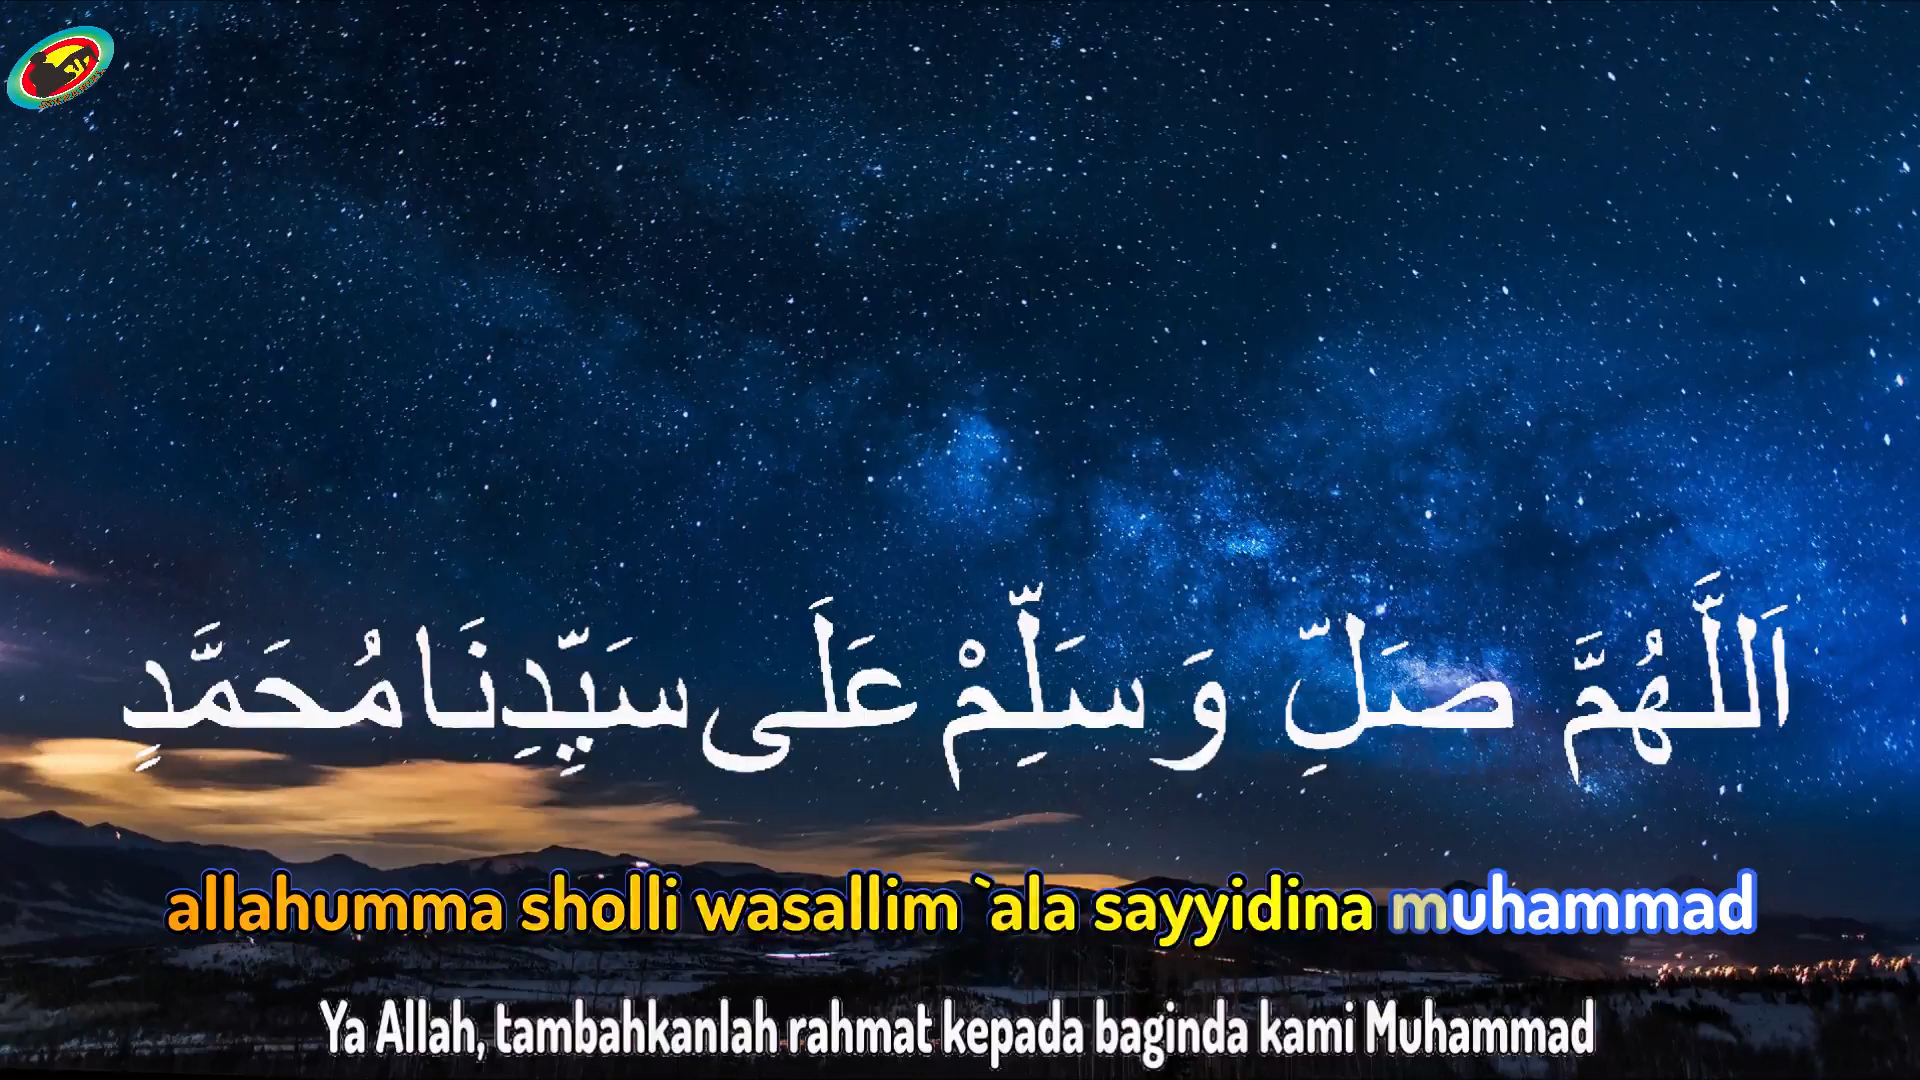 اَللَّهُمَّ صَلِّ وَسَلِّمْ عَلَى سَيِّدِنَا مُحَمَّدٍ
allahumma sholli wasallim `ala sayyidina muhammad
Ya Allah, tambahkanlah rahmat kepada baginda kami Muhammad